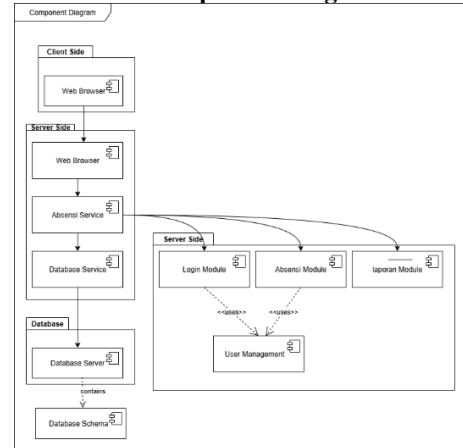 Component Diagram
Client Side
Web Browser
Server Side
Web Browser
Absensi Service
Database Service
Server Side
Login Module
Absensi Module
laporan Module
<<uses>>
<<uses>>
User Management
Database
Database Server
contains
Database Schema